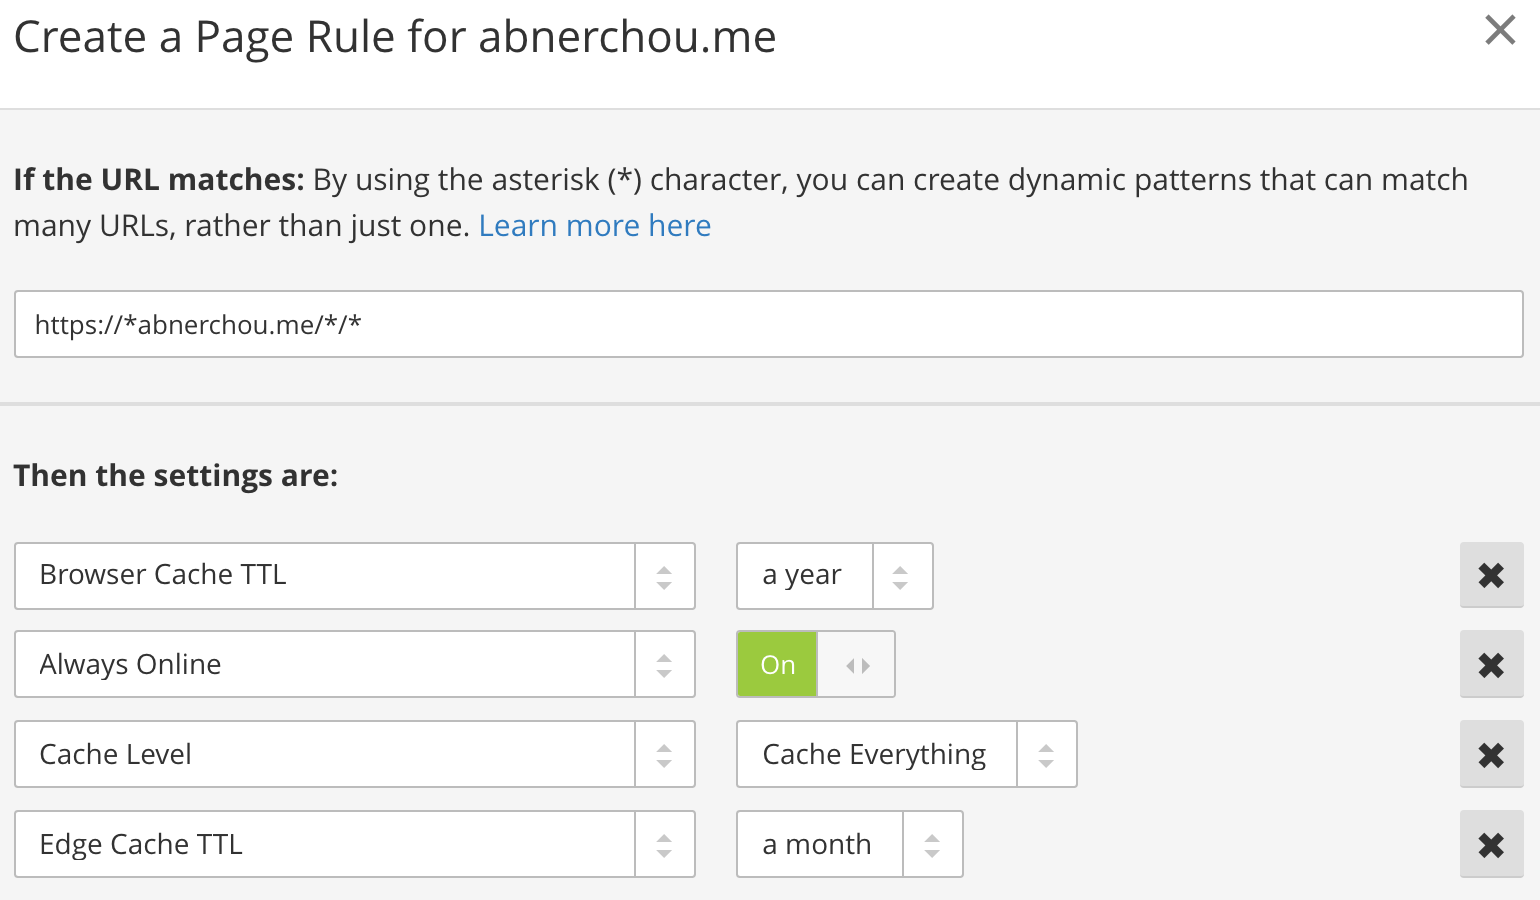 Create a Page Rule for abnerchou.me
If the URL matches: By using the asterisk (*) character, you can create dynamic patterns that can match
many URLs, rather than just one. Learn more here
https://*abnerchou.me/*/*
Then the settings are:
Browser Cache TTL a year
Always Online On
Cache Level Cache Everything
Edge Cache TTL a month